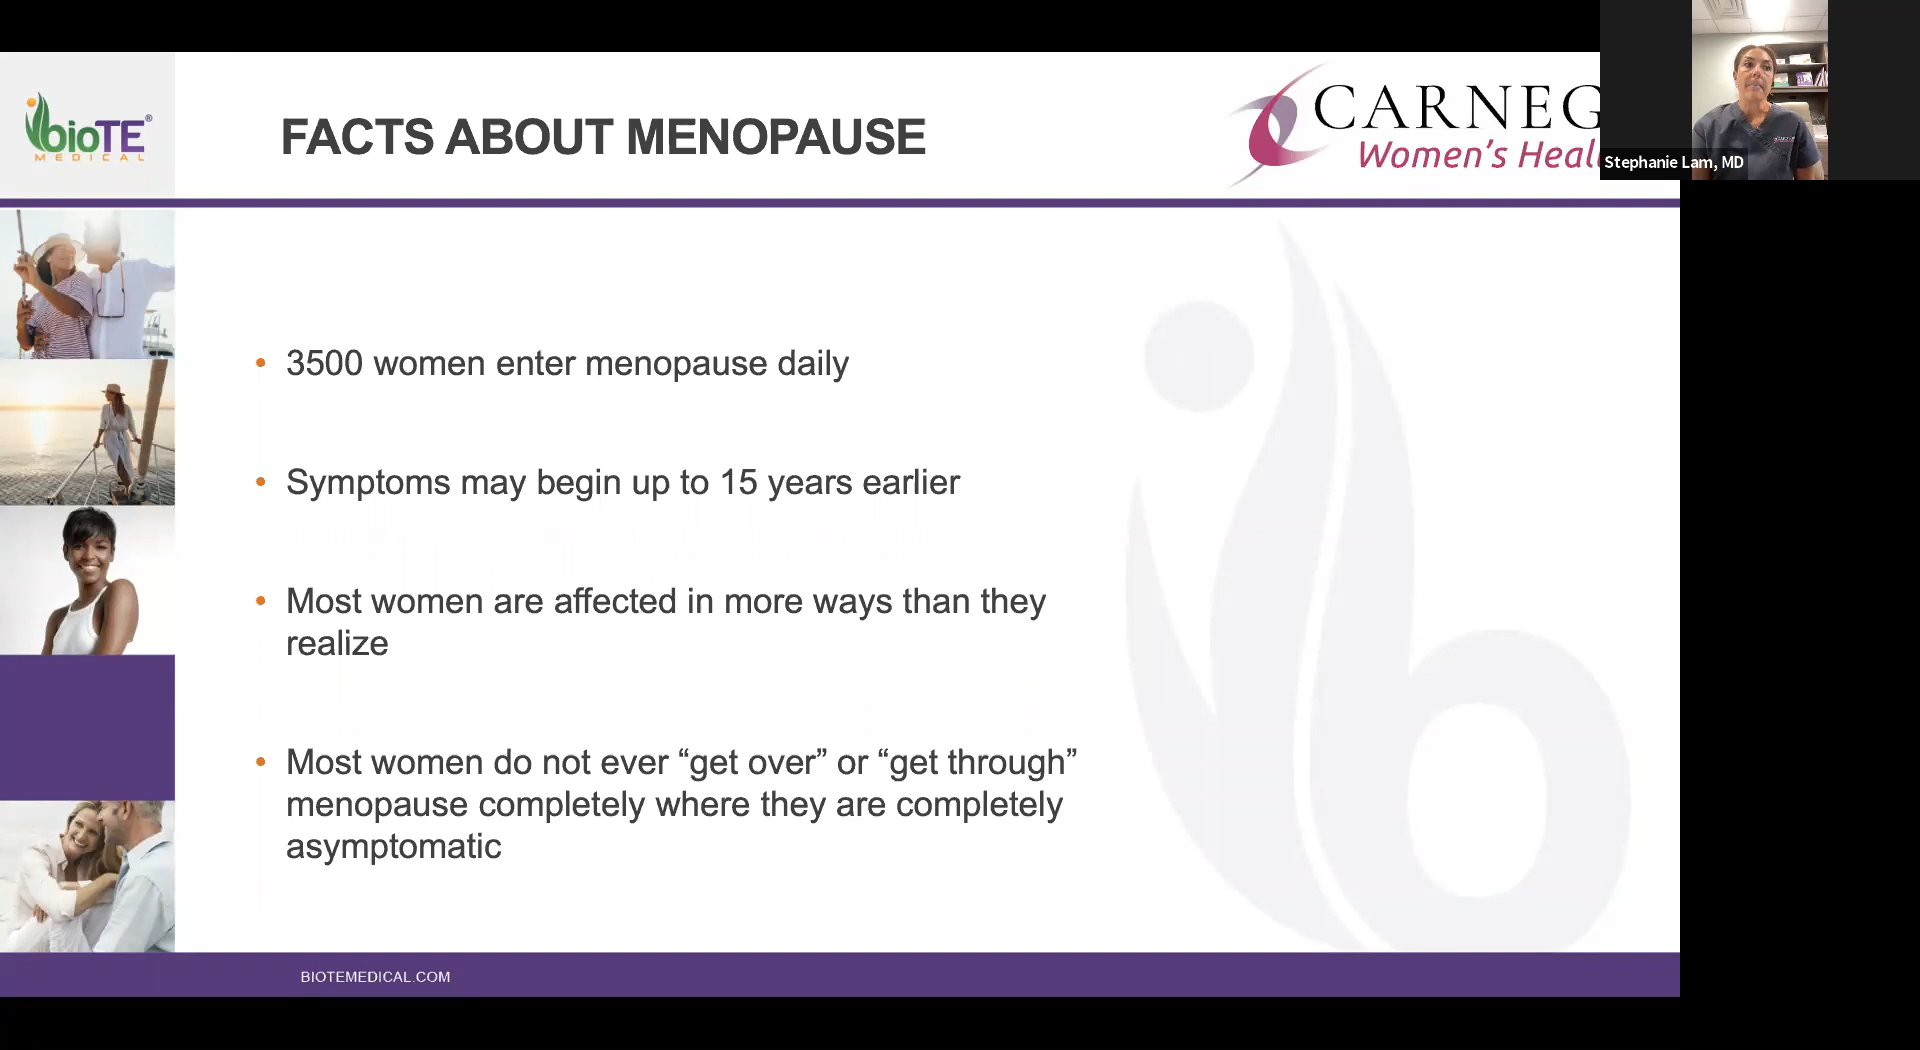 bioTE®
MEDICAL
FACTS ABOUT MENOPAUSE
CARNEG
Women's Heal
Stephanie Lam, MD
• 3500 women enter menopause daily
• Symptoms may begin up to 15 years earlier
• Most women are affected in more ways than they
realize
• Most women do not ever “get over” or “get through”
menopause completely where they are completely
asymptomatic
BIOTEMEDICAL.COM